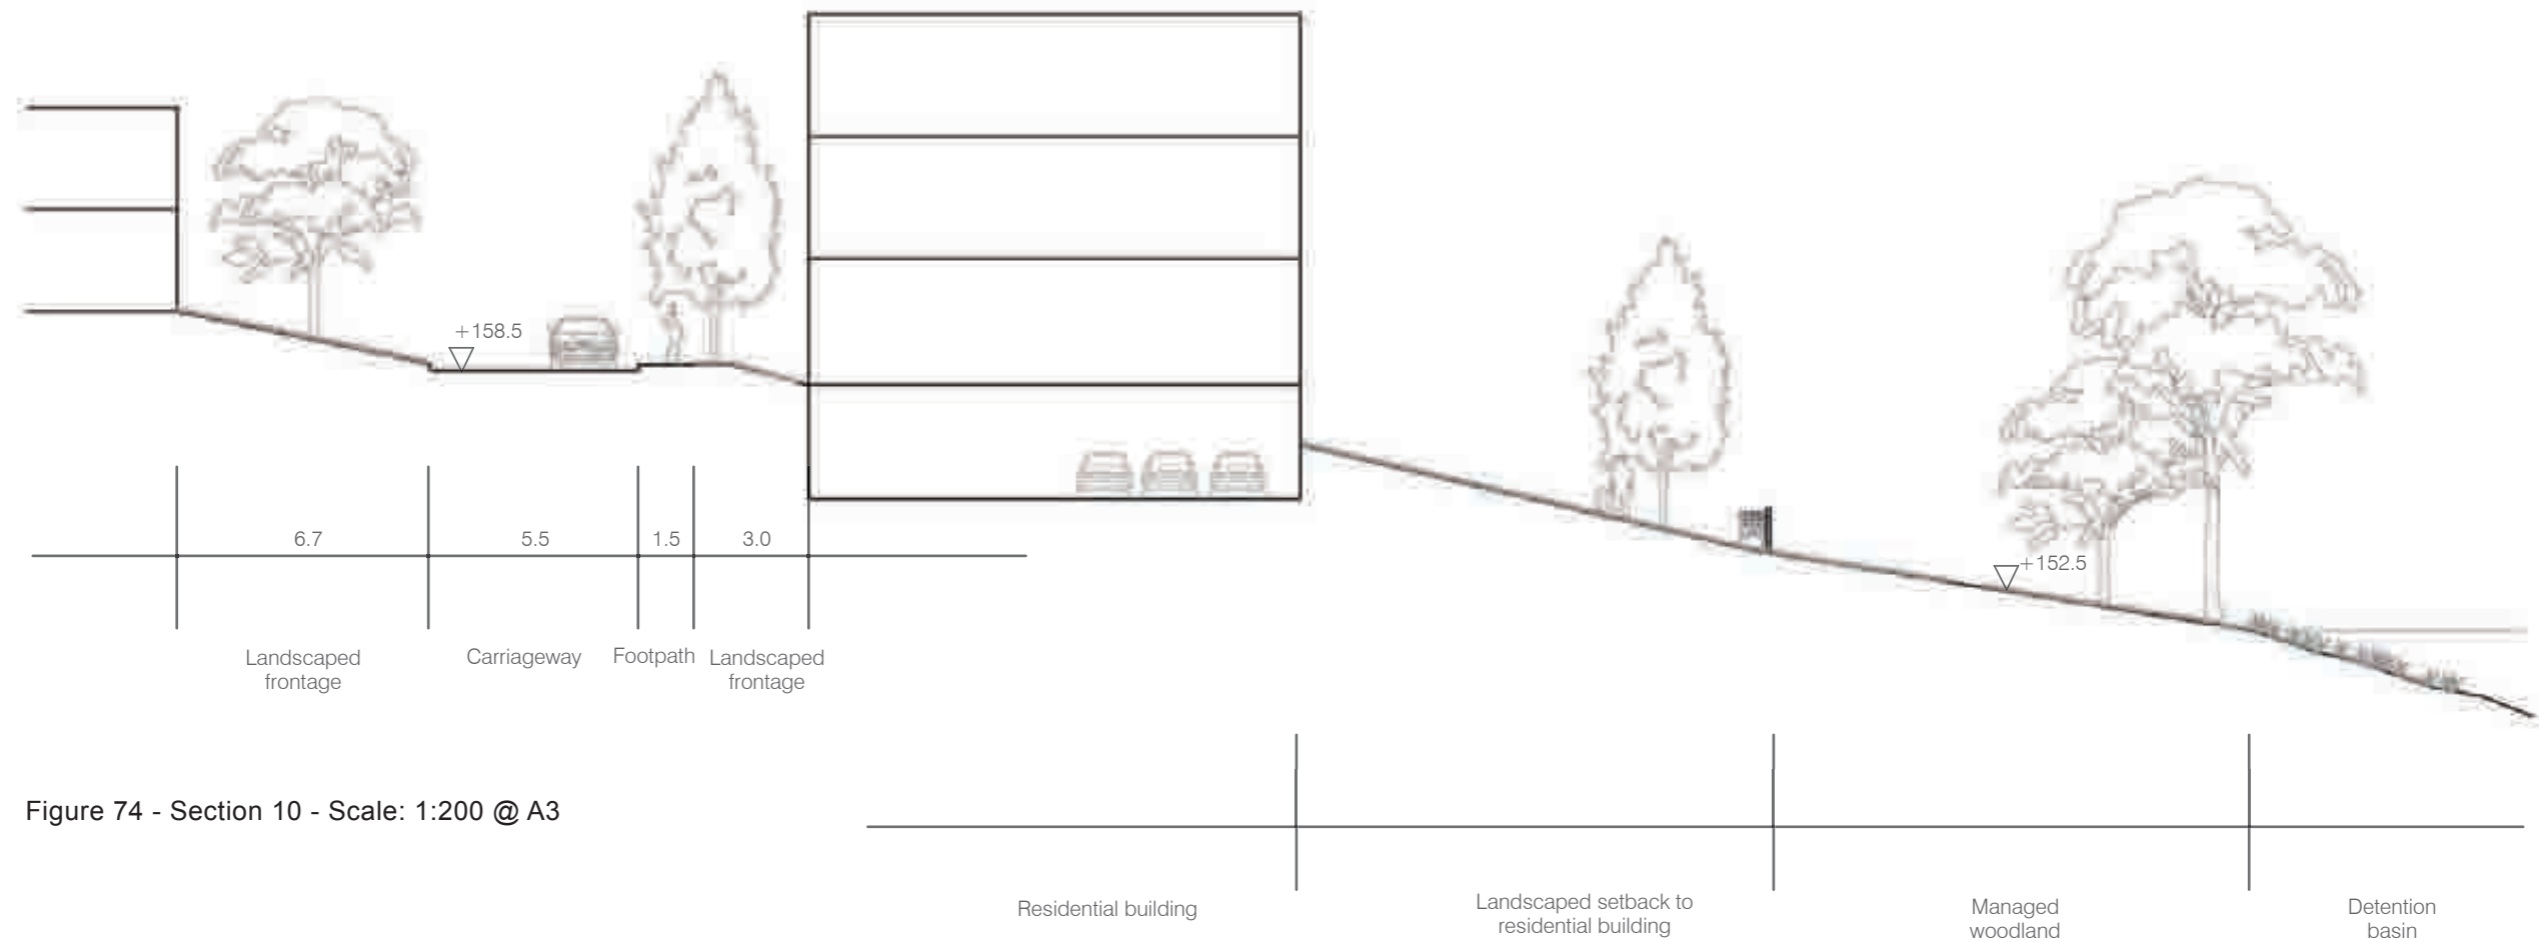 +158.5
+152.5
6.7
5.5
1.5
3.0
Landscaped
frontage
Carriageway
Footpath
Landscaped
frontage
Figure 74 - Section 10 - Scale: 1:200 @ A3
Residential building
Landscaped setback to
residential building
Managed
woodland
Detention
basin